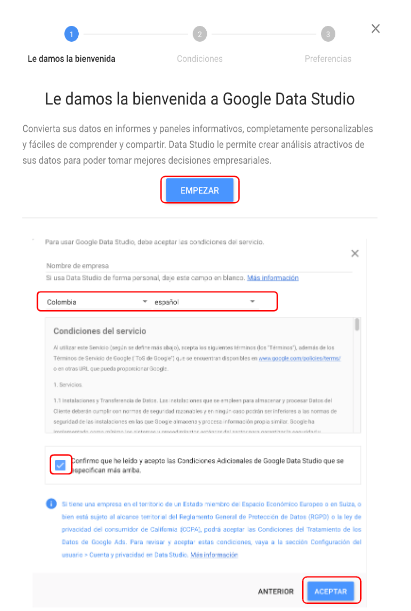 1 2 3
Le damos la bienvenida Condiciones Preferencias
Le damos la bienvenida a Google Data Studio
Convierta sus datos en informes y paneles informativos, completamente personalizables
y fáciles de comprender y compartir. Data Studio le permite crear análisis atractivos de
sus datos para poder tomar mejores decisiones empresariales.
EMPEZAR
Para usar Google Data Studio, debe aceptar las condiciones del servicio.
Nombre de empresa
Si usa Data Studio de forma personal, deje este campo en blanco. Más información
Colombia español
Condiciones del servicio
Al utilizar este Servicio (según se define más abajo), acepta los siguientes términos (los "Términos"), además de los
Términos de Servicio de Google ("ToS de Google"), que se encuentran disponibles en www.google.com/policies/terms/
o en otras URL que pueda proporcionar Google.
1. Servicios
1.1 Instalaciones y Transferencia de Datos. Las instalaciones que se empleen para almacenar y procesar Datos del
Cliente deberán cumplir con normas de seguridad razonables y en ningún caso podrán ser inferiores a las normas de
seguridad de las instalaciones en las que Google almacena y procesa información propia similar. Google ha
Confirmo que he leído y acepto las Condiciones Adicionales de Google Data Studio que se
especifican más arriba.
Si tiene una empresa en el territorio de un Estado miembro del Espacio Económico Europeo o en Suiza, o
bien está sujeto al alcance territorial del Reglamento General de Protección de Datos (RGPD) o la ley de
privacidad del consumidor de California (CCPA), podrá aceptar las Condiciones del Tratamiento de los
Datos de Google Ads. Para revisar y aceptar estas condiciones, vaya a la sección Configuración del
usuario > Cuenta y privacidad en Data Studio. Más información
ANTERIOR ACEPTAR